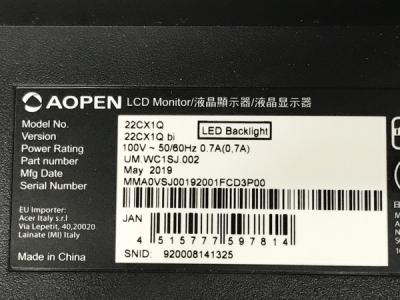 AOPEN LCD Monitor/液晶顯示器/液晶显示器
Model No. 22CX1Q
Version 22CX1Q bi LED Backlight
Power Rating 100V ~ 50/60Hz 0.7A(0,7A)
MN UM.WC1SJ.002
Mfg Date May 2019
Serial Number MMA0VSJ00192001FCD3P00
EU Importer:
Acer Italy s.r.l
Via Lepetit, 40,20020
Lainate (MI) Italy
JAN
4 515777 597814
SNID: 920008141325
Made in China